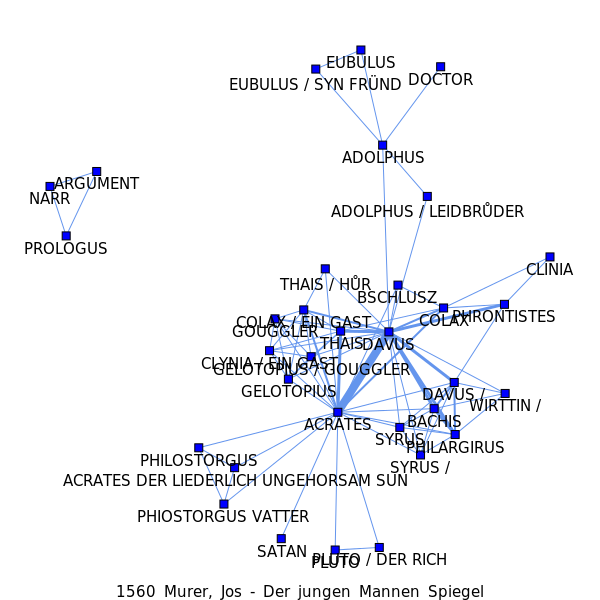 EUBULUS
EUBULUS / SYN FRÜND
DOCTOR
ADOLPHUS
ARGUMENT
NARR
ADOLPHUS / LEIDBRŮDER
PROLOGUS
CLINIA
THAIS / HŮR
BSCHLUSZ
COLAX / EIN GAST
COLAX
PHRONTISTES
GOUGGLER
THAIS
DAVUS
CLYNIA / EIN GAST
GELOTOPIUS / GOUGGLER
GELOTOPIUS
DAVUS /
WIRTTIN /
ACRATES
BACHIS
SYRUS
PHILARGIRUS
PHILOSTORGUS
SYRUS /
ACRATES DER LIEDERLICH UNGEHORSAM SUN
PHIOSTORGUS VATTER
SATAN
PLUTO / DER RICH
PLUTO
1560 Murer, Jos - Der jungen Mannen Spiegel